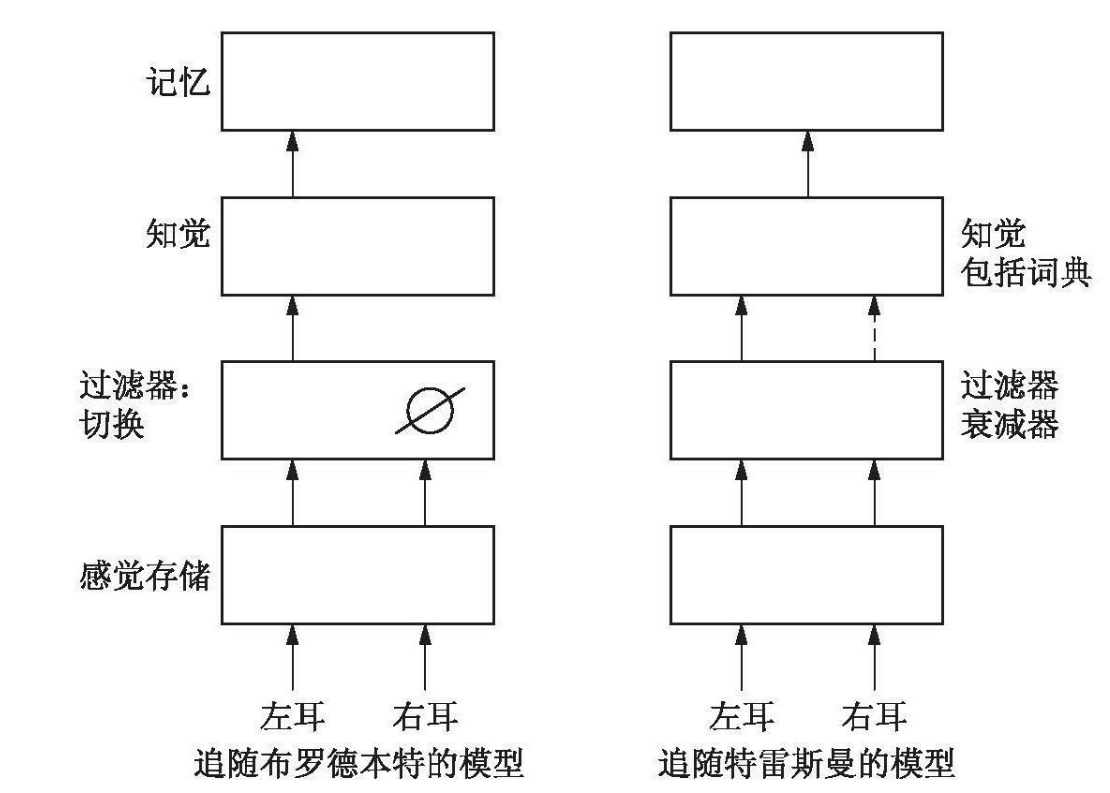 记忆
知觉
知觉
包括词典
过滤器：
切换
过滤器
衰减器
感觉存储
左耳 右耳
左耳 右耳
追随布罗德本特的模型
追随特雷斯曼的模型